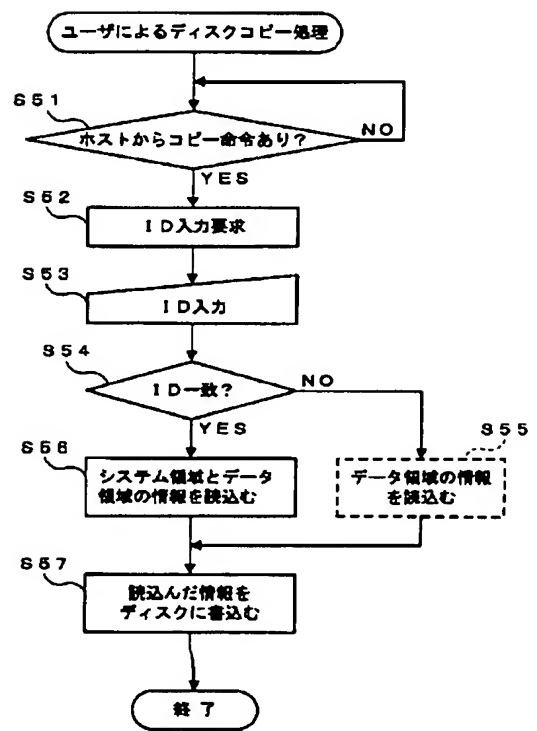 ユーザによるディスクコピー処理
S51
ホストからコピー命令あり?
NO
YES
S52
ID入力要求
S53
ID入力
S54
ID一致?
NO
YES
S55
S56
システム領域とデータ
領域の情報を読込む
データ領域の情報
を読込む
S57
読込んだ情報を
ディスクに書込む
終了